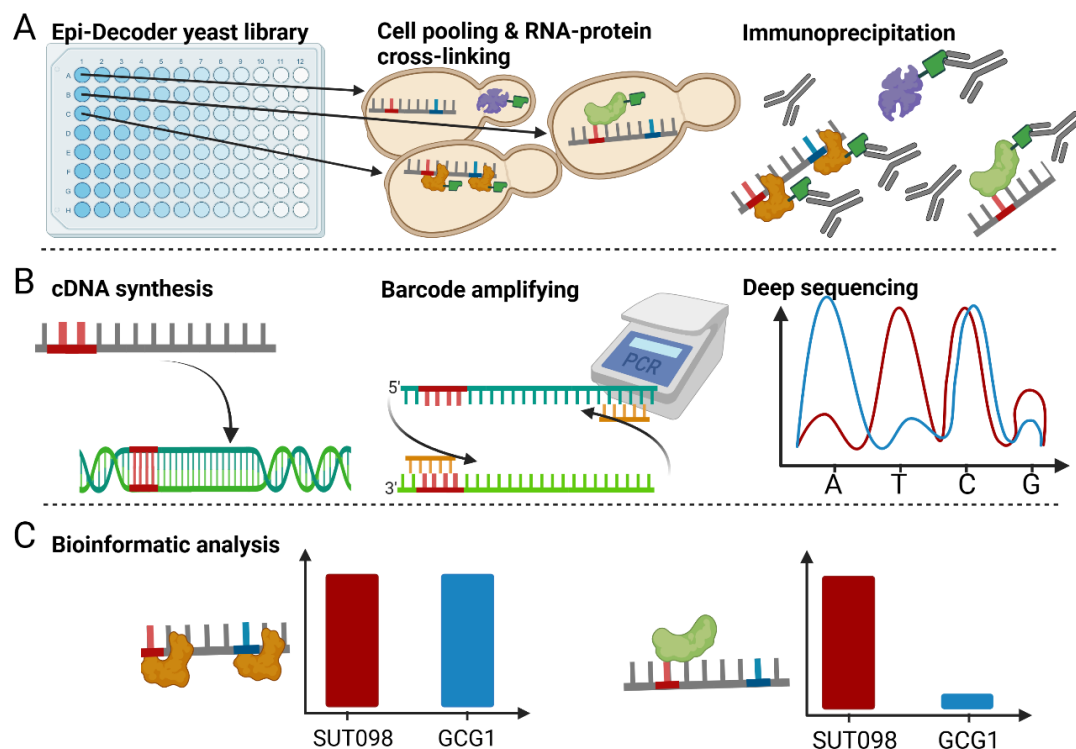 A
Epi-Decoder yeast library
Cell pooling & RNA-protein
cross-linking
Immunoprecipitation
1 2 3 4 5 6 7 8 9 10 11 12
A
B
C
D
E
F
G
H
B
cDNA synthesis
Barcode amplifying
Deep sequencing
PCR
5'
3'
A T C G
C
Bioinformatic analysis
SUT098 GCG1
SUT098 GCG1